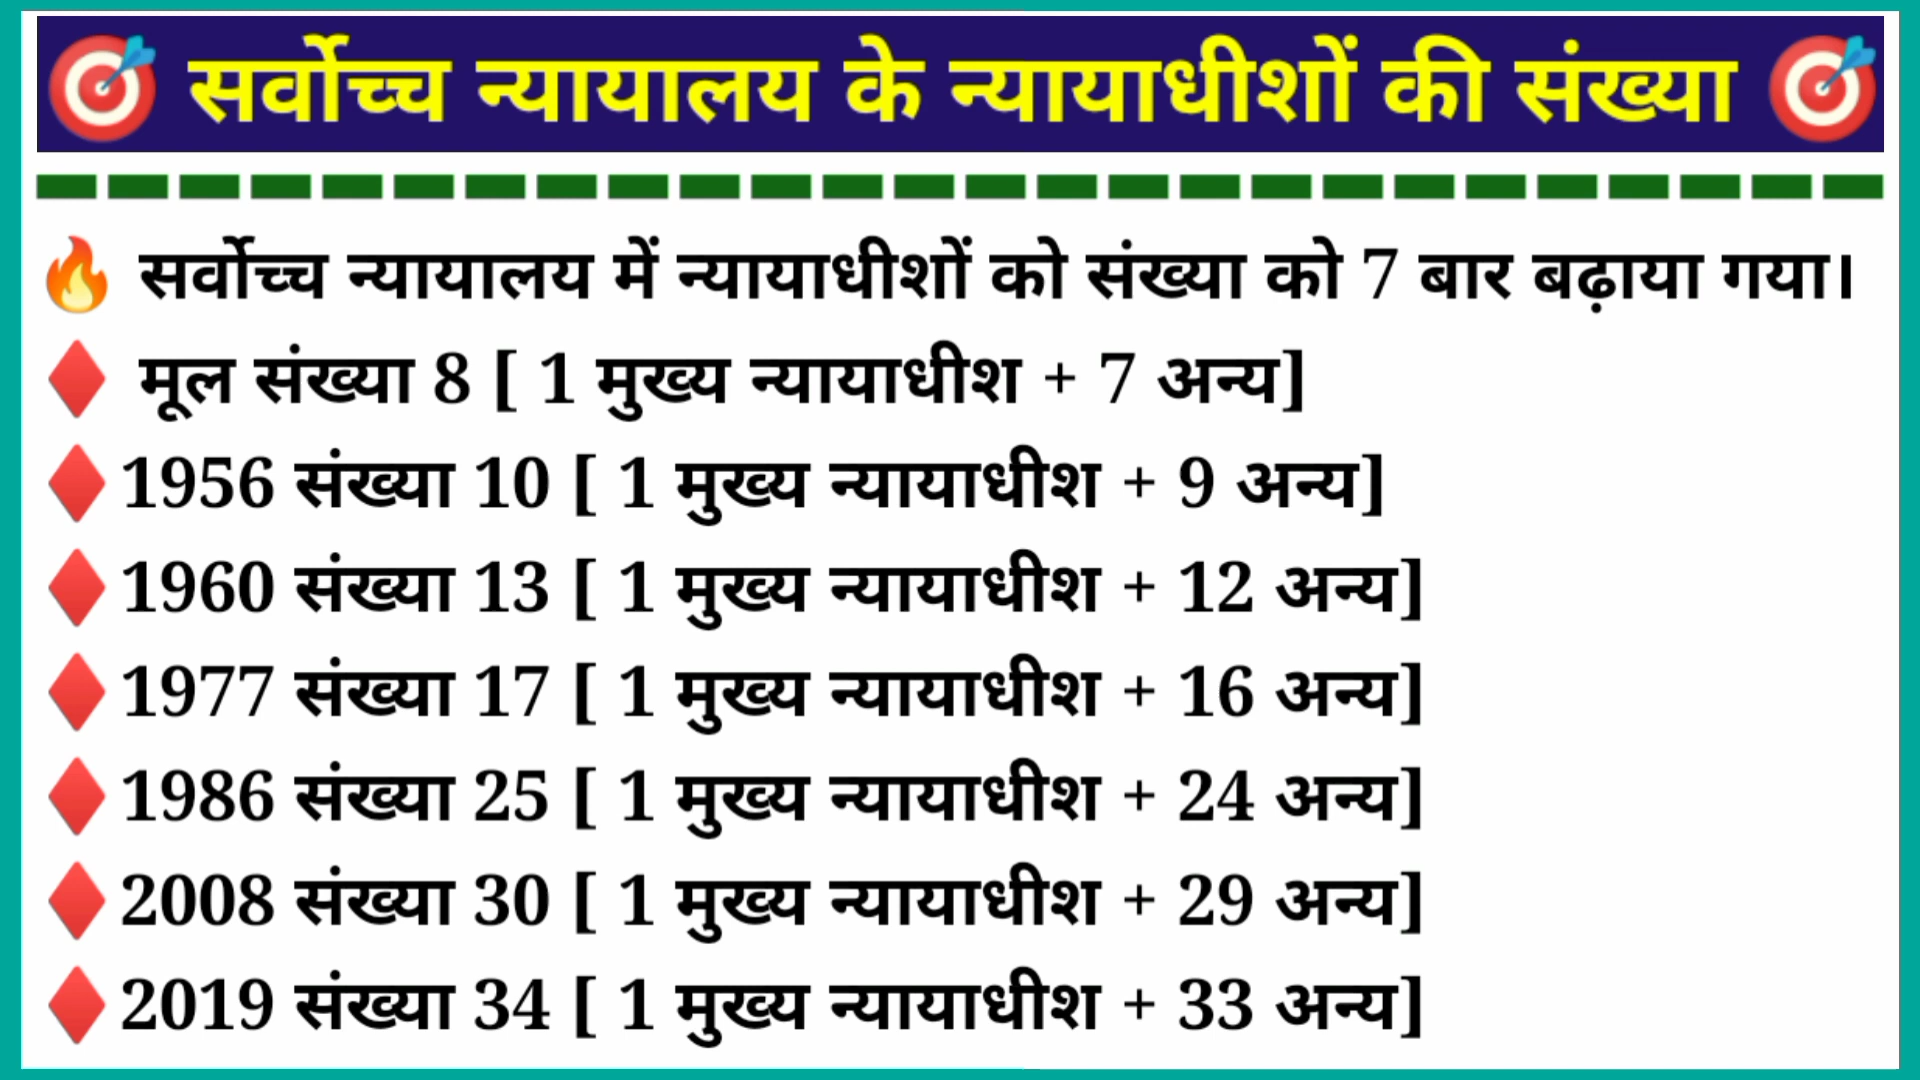 🎯 सर्वोच्च न्यायालय के न्यायाधीशों की संख्या 🎯
🔥 सर्वोच्च न्यायालय में न्यायाधीशों को संख्या को 7 बार बढ़ाया गया।
♦️ मूल संख्या 8 [ 1 मुख्य न्यायाधीश + 7 अन्य]
♦️1956 संख्या 10 [ 1 मुख्य न्यायाधीश + 9 अन्य]
♦️1960 संख्या 13 [ 1 मुख्य न्यायाधीश + 12 अन्य]
♦️1977 संख्या 17 [ 1 मुख्य न्यायाधीश + 16 अन्य]
♦️1986 संख्या 25 [ 1 मुख्य न्यायाधीश + 24 अन्य]
♦️2008 संख्या 30 [ 1 मुख्य न्यायाधीश + 29 अन्य]
♦️2019 संख्या 34 [ 1 मुख्य न्यायाधीश + 33 अन्य]